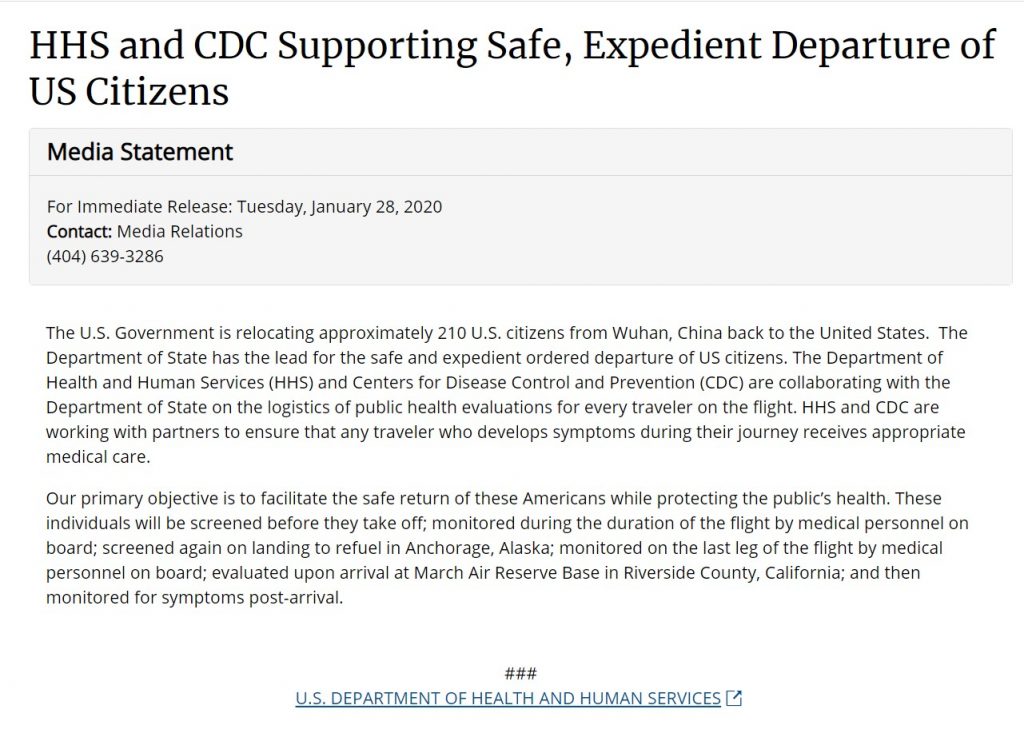 HHS and CDC Supporting Safe, Expedient Departure of
US Citizens
Media Statement
For Immediate Release: Tuesday, January 28, 2020
Contact: Media Relations
(404) 639-3286
The U.S. Government is relocating approximately 210 U.S. citizens from Wuhan, China back to the United States.  The
Department of State has the lead for the safe and expedient ordered departure of US citizens. The Department of
Health and Human Services (HHS) and Centers for Disease Control and Prevention (CDC) are collaborating with the
Department of State on the logistics of public health evaluations for every traveler on the flight. HHS and CDC are
working with partners to ensure that any traveler who develops symptoms during their journey receives appropriate
medical care.
Our primary objective is to facilitate the safe return of these Americans while protecting the public’s health. These
individuals will be screened before they take off; monitored during the duration of the flight by medical personnel on
board; screened again on landing to refuel in Anchorage, Alaska; monitored on the last leg of the flight by medical
personnel on board; evaluated upon arrival at March Air Reserve Base in Riverside County, California; and then
monitored for symptoms post-arrival.
###
U.S. DEPARTMENT OF HEALTH AND HUMAN SERVICES